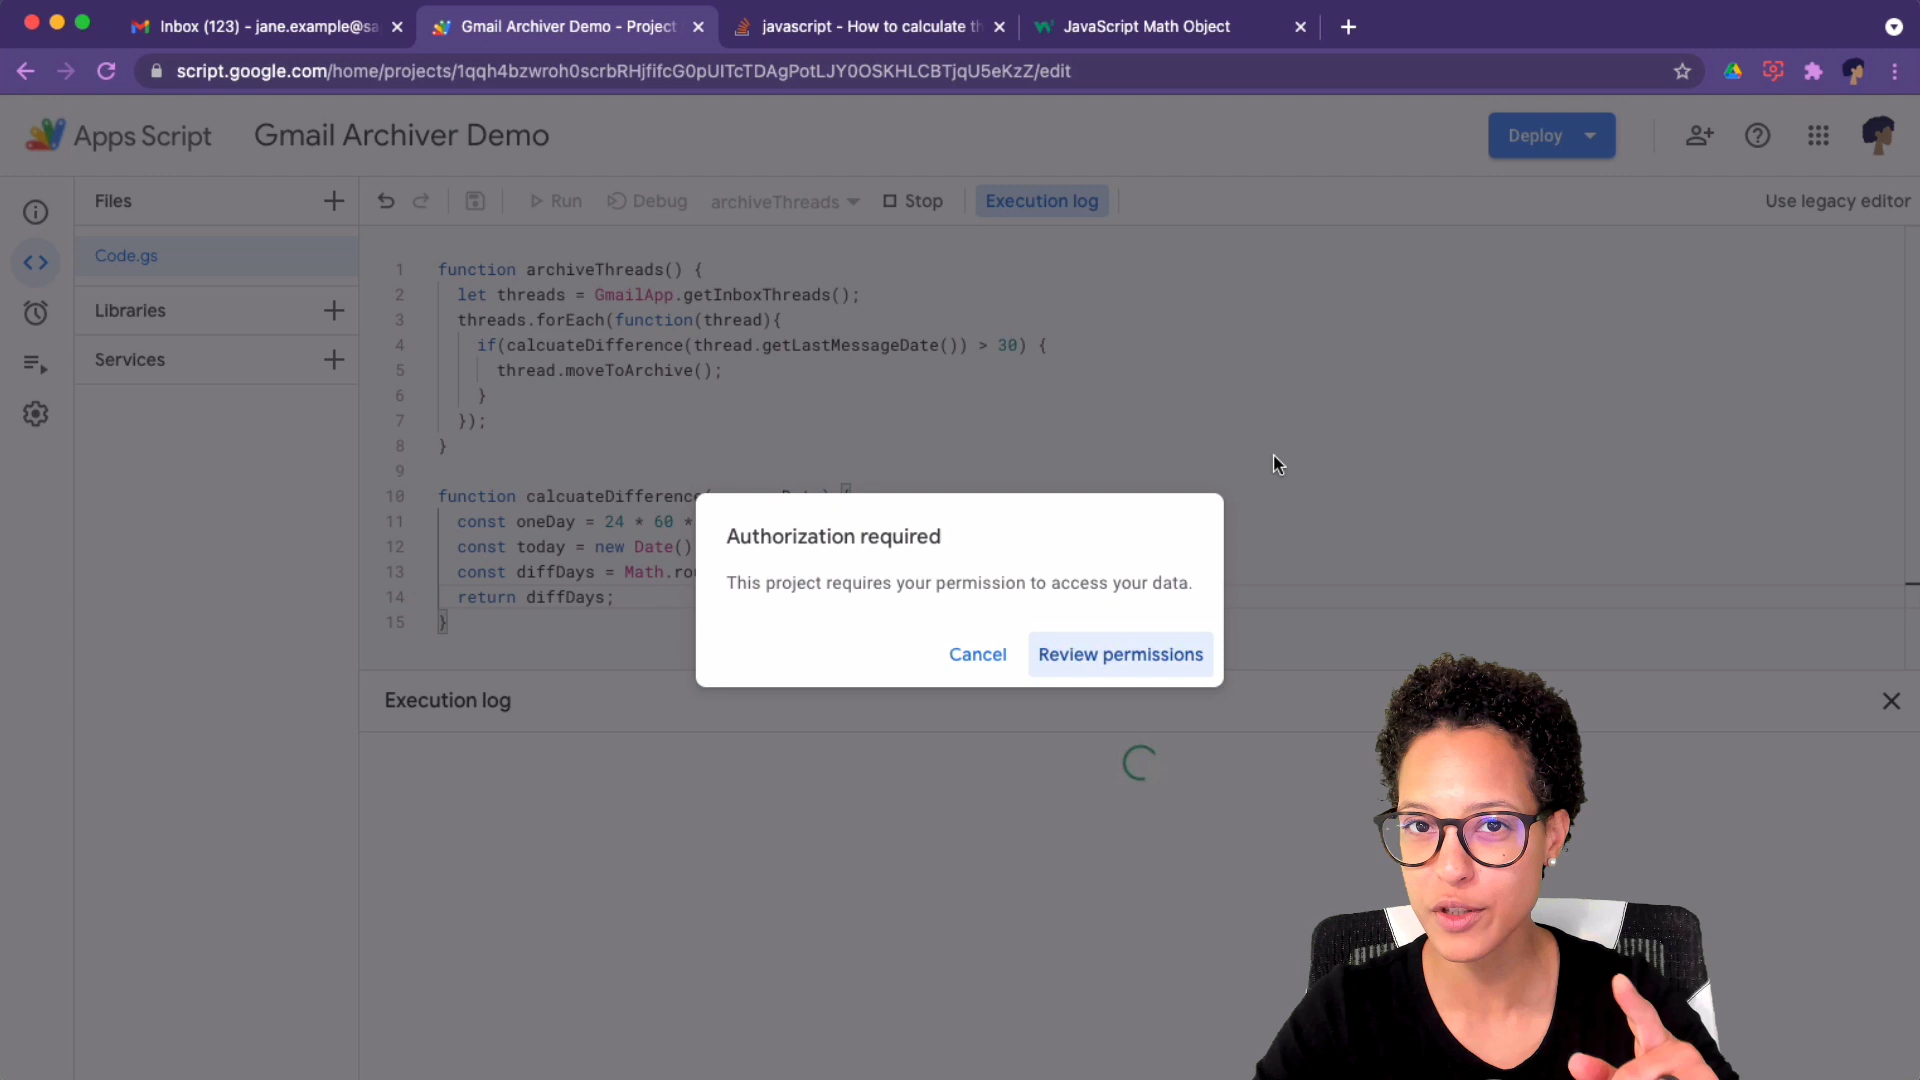 Inbox (123) - jane.example@sa
Gmail Archiver Demo - Project
javascript - How to calculate th
JavaScript Math Object
script.google.com/home/projects/1qqh4bzwroh0scrbRHjfifcG0pUITcTDAgPotLJY0OSKHLCBTjqU5eKzZ/edit
Apps Script
Gmail Archiver Demo
Deploy
Files
Run
Debug
archiveThreads
Stop
Execution log
Use legacy editor
Code.gs
Libraries
Services
1 function archiveThreads() {
2 let threads = GmailApp.getInboxThreads();
3 threads.forEach(function(thread){
4 if(calcuateDifference(thread.getLastMessageDate()) > 30) {
5 thread.moveToArchive();
6 }
7 });
8 }
9
10 function calcuateDifference( {
11 const oneDay = 24 * 60 *
12 const today = new Date()
13 const diffDays = Math.rou
14 return diffDays;
15 }
Authorization required
This project requires your permission to access your data.
Cancel
Review permissions
Execution log